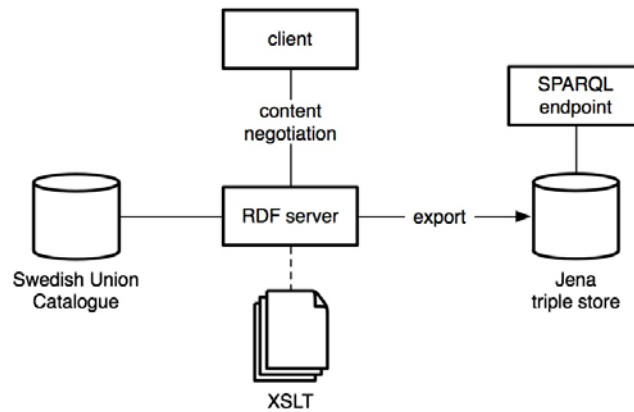 client
SPARQL
endpoint
content
negotiation
RDF server
export
Swedish Union
Catalogue
Jena
triple store
XSLT